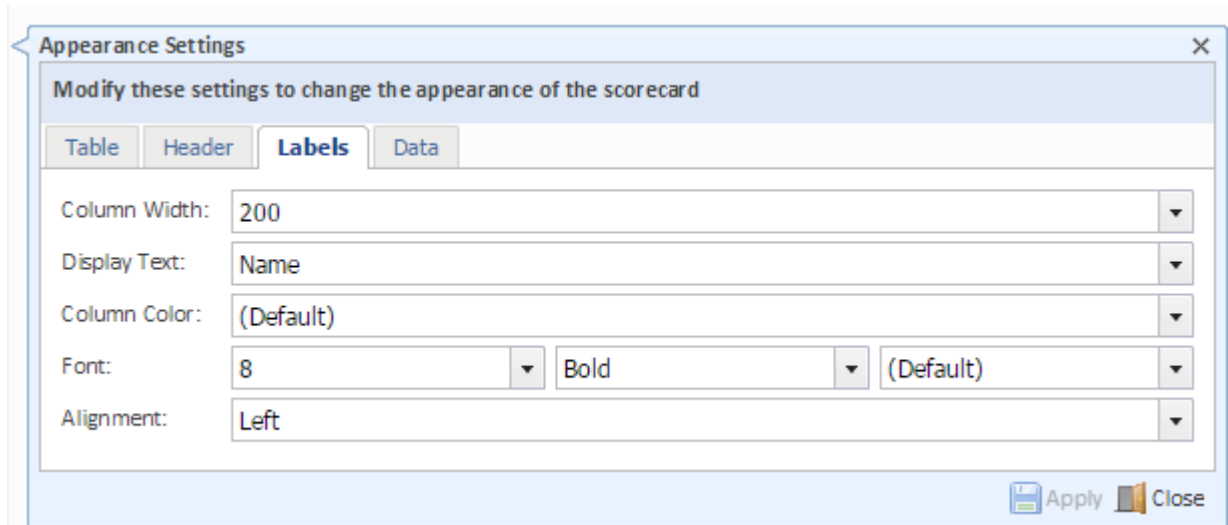 Appearance Settings
Modify these settings to change the appearance of the scorecard
Table Header Labels Data
Column Width: 200
Display Text: Name
Column Color: (Default)
Font: 8 Bold (Default)
Alignment: Left
Apply Close